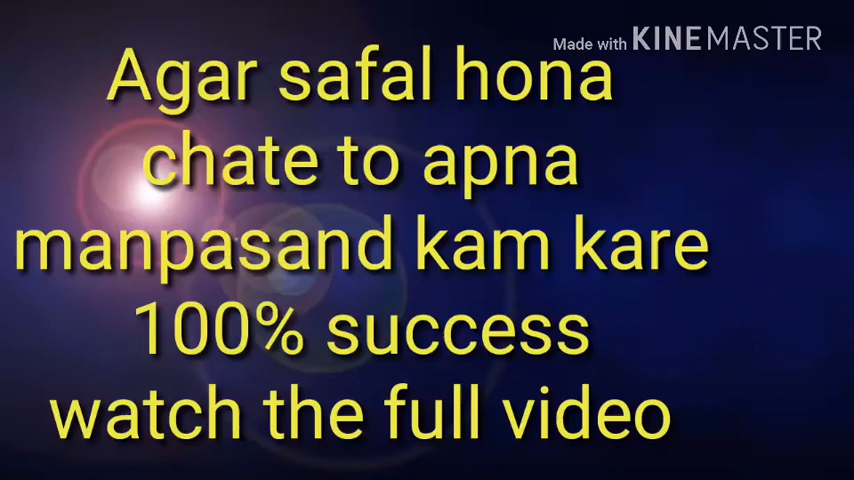 Made with KINEMASTER
Agar safal hona
chate to apna
manpasand kam kare
100% success
watch the full video